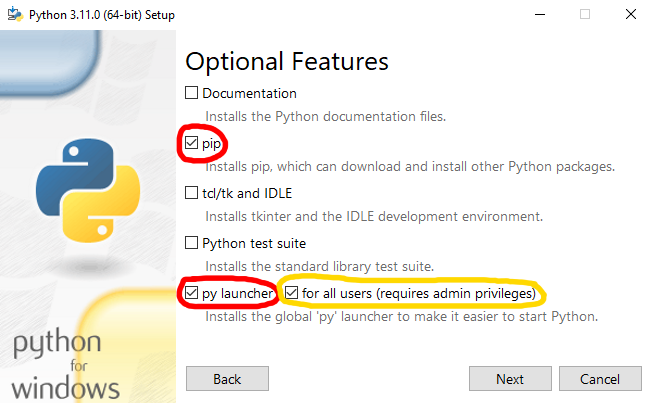 Python 3.11.0 (64-bit) Setup
Optional Features
Documentation
Installs the Python documentation files.
pip
Installs pip, which can download and install other Python packages.
tcl/tk and IDLE
Installs tkinter and the IDLE development environment.
Python test suite
Installs the standard library test suite.
py launcher for all users (requires admin privileges)
Installs the global 'py' launcher to make it easier to start Python.
python
for
windows
Back Next Cancel